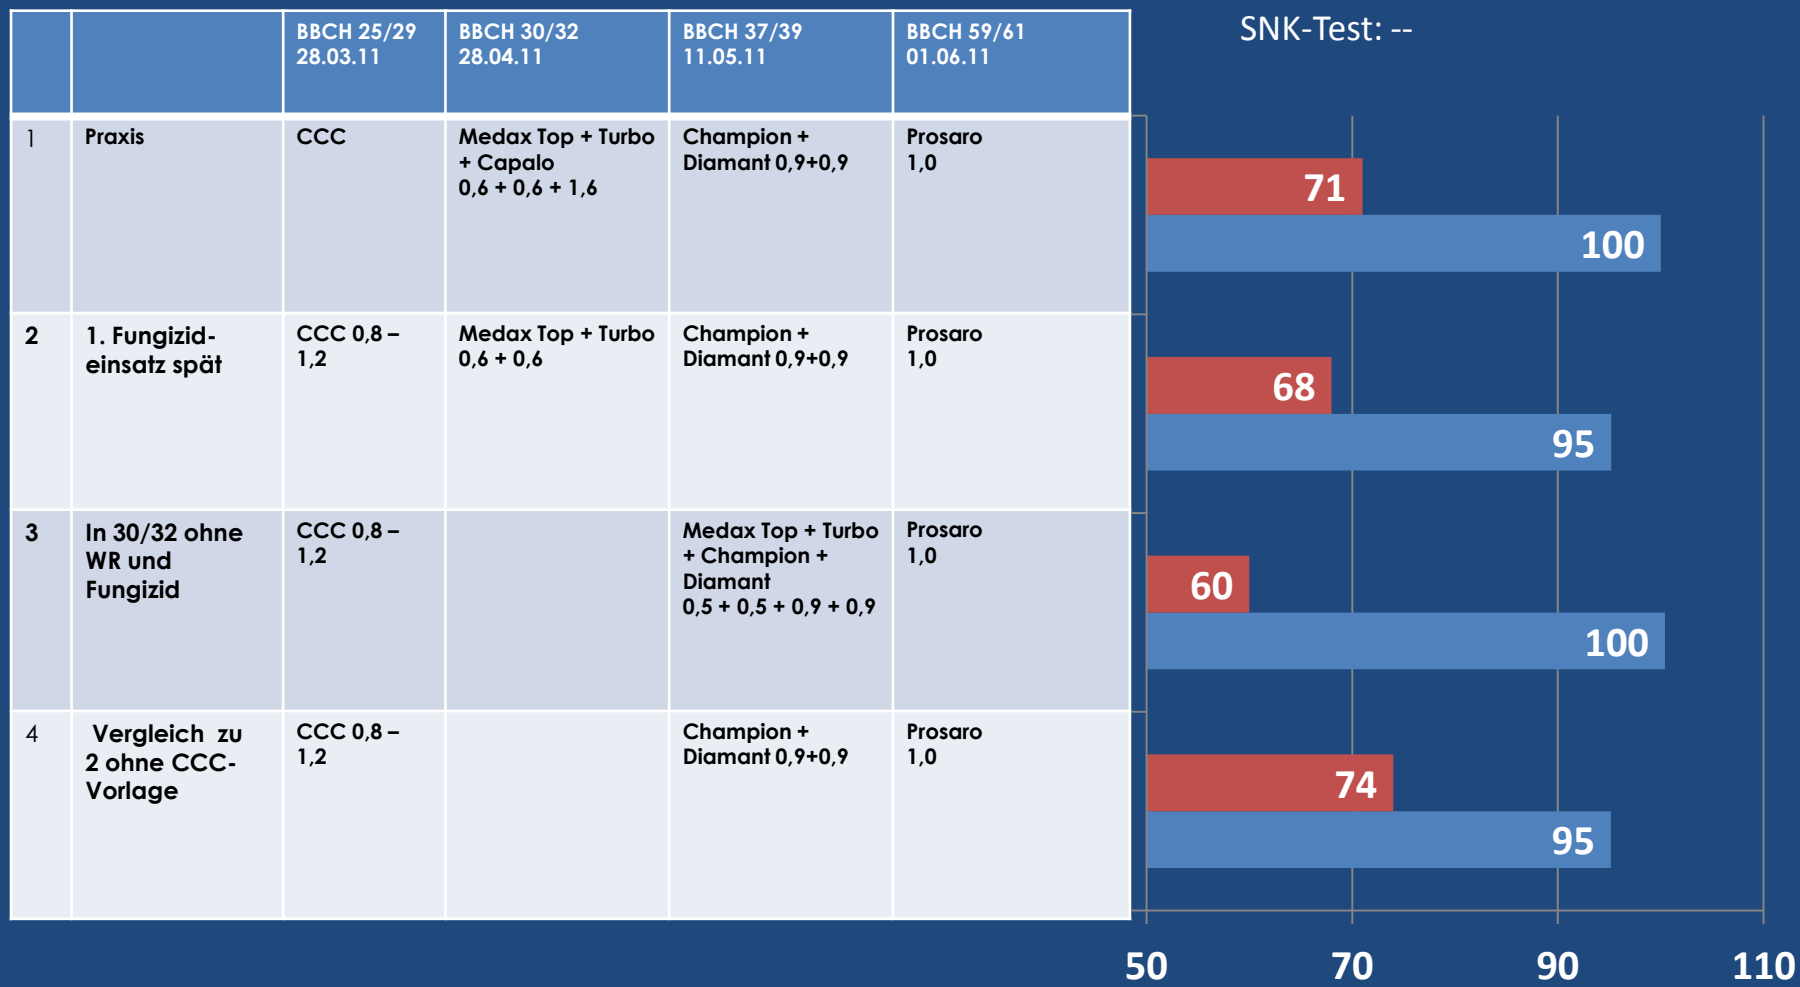 BBCH 25/29
28.03.11
BBCH 30/32
28.04.11
BBCH 37/39
11.05.11
BBCH 59/61
01.06.11
SNK-Test: --
1
Praxis
CCC
Medax Top + Turbo
+ Capalo
0,6 + 0,6 + 1,6
Champion +
Diamant 0,9+0,9
Prosaro
1,0
71
100
2
1. Fungizid-
einsatz spät
CCC 0,8 –
1,2
Medax Top + Turbo
0,6 + 0,6
Champion +
Diamant 0,9+0,9
Prosaro
1,0
68
95
3
In 30/32 ohne
WR und
Fungizid
CCC 0,8 –
1,2
Medax Top + Turbo
+ Champion +
Diamant
0,5 + 0,5 + 0,9 + 0,9
Prosaro
1,0
60
100
4
Vergleich zu
2 ohne CCC-
Vorlage
CCC 0,8 –
1,2
Champion +
Diamant 0,9+0,9
Prosaro
1,0
74
95
50
70
90
110